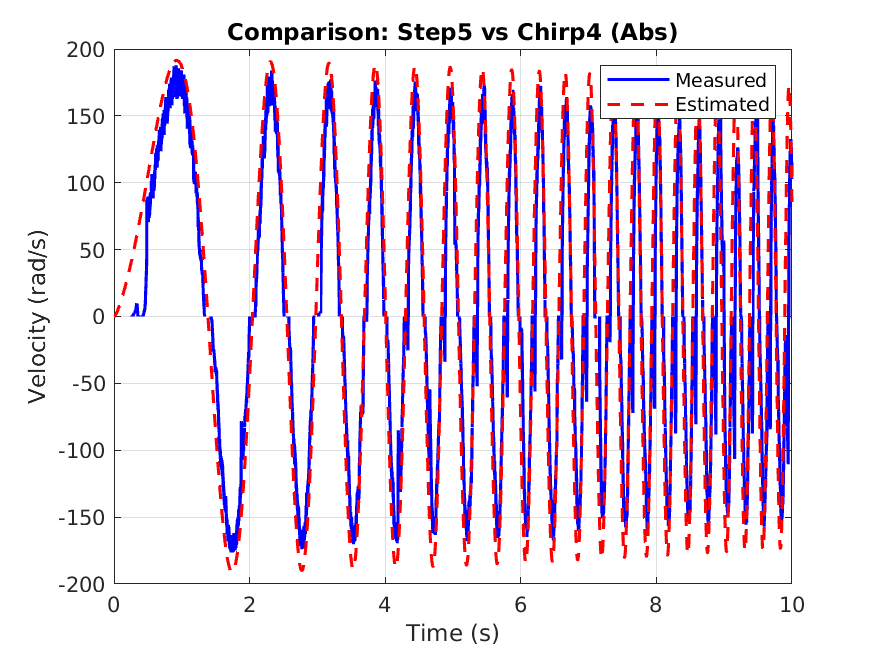 Comparison: Step5 vs Chirp4 (Abs)
Measured
Estimated
Velocity (rad/s)
200
150
100
50
0
-50
-100
-150
-200
0 2 4 6 8 10
Time (s)